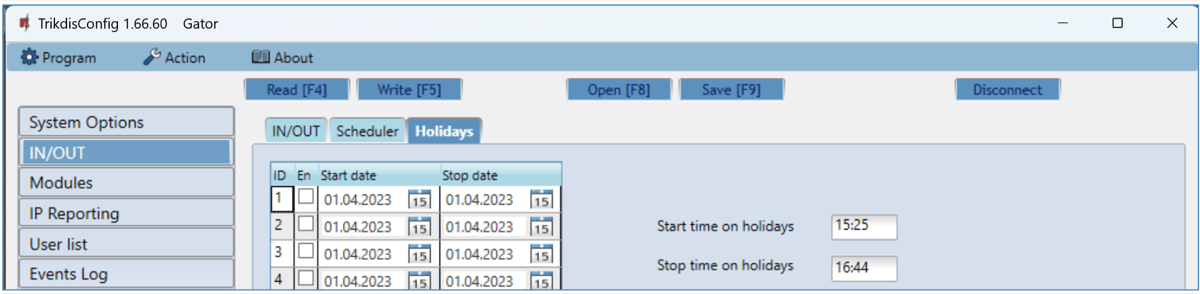 TrikdisConfig 1.66.60 Gator
Program Action About
Read [F4] Write [F5] Open [F8] Save [F9] Disconnect
System Options
IN/OUT
Modules
IP Reporting
User list
Events Log
IN/OUT Scheduler Holidays
ID En Start date Stop date
1 01.04.2023 15 01.04.2023 15
2 01.04.2023 15 01.04.2023 15
3 01.04.2023 15 01.04.2023 15
4 01.04.2023 15 01.04.2023 15
Start time on holidays 15:25
Stop time on holidays 16:44